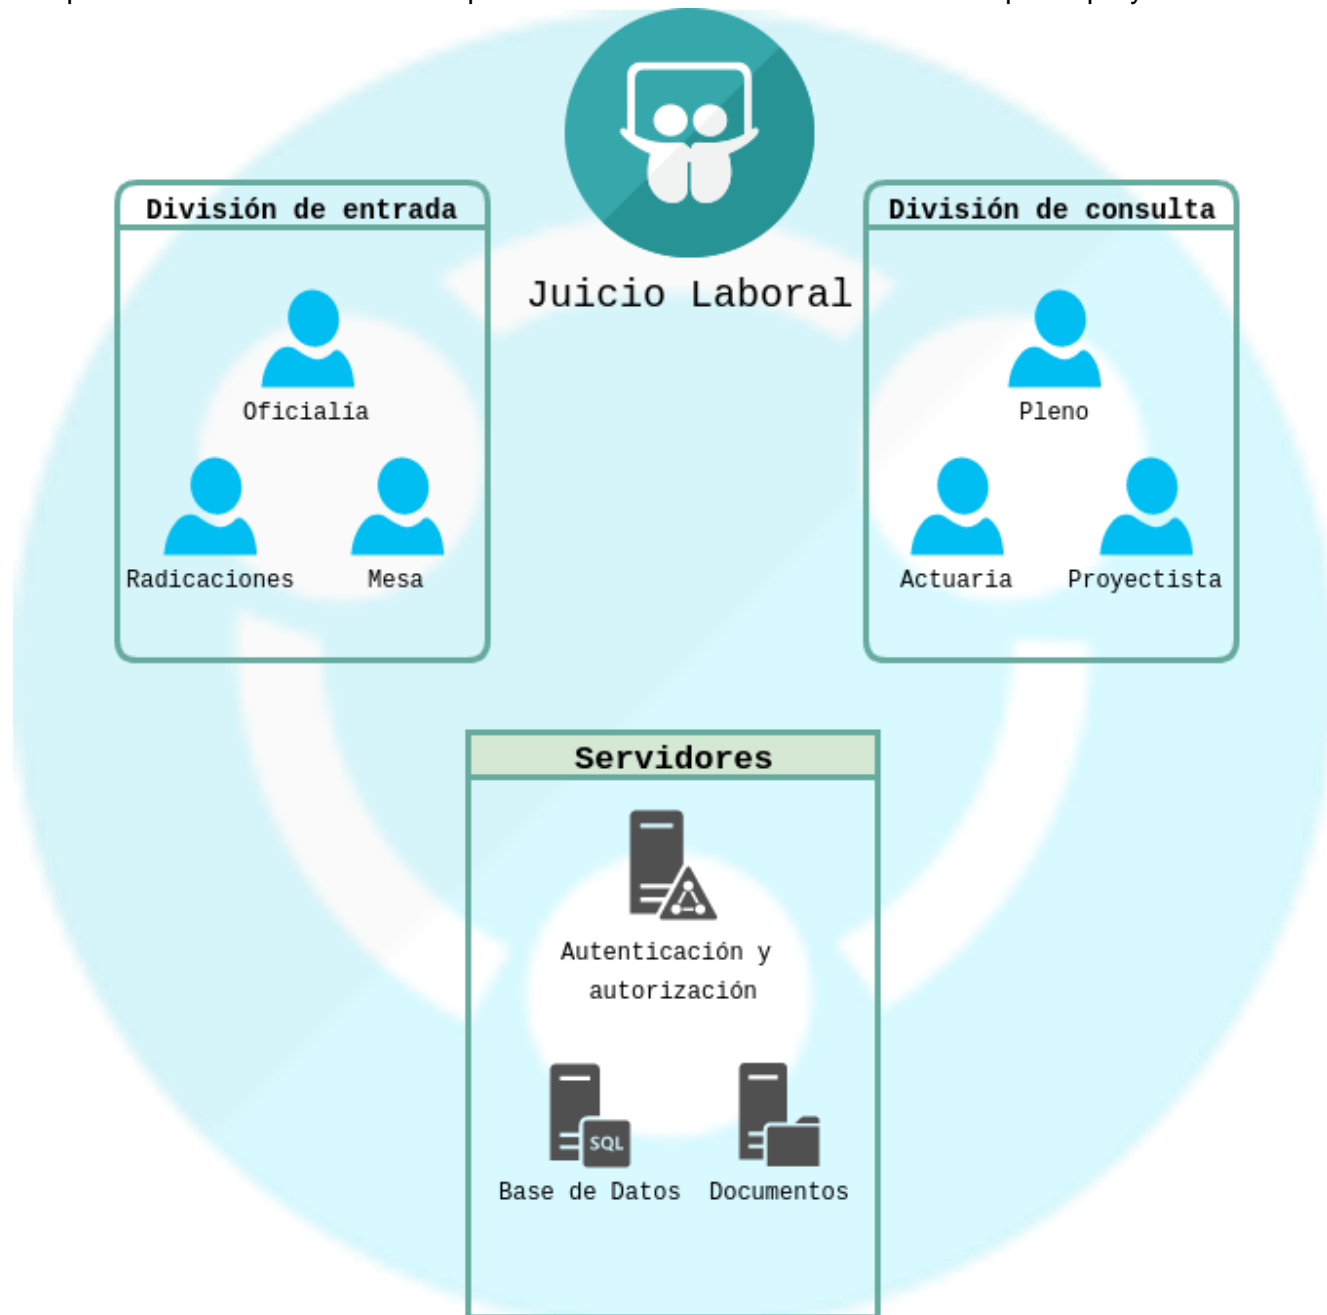 Juicio Laboral
División de entrada
Oficialía
Radicaciones Mesa
División de consulta
Pleno
Actuaria Proyectista
Servidores
Autenticación y
autorización
SQL
Base de Datos Documentos